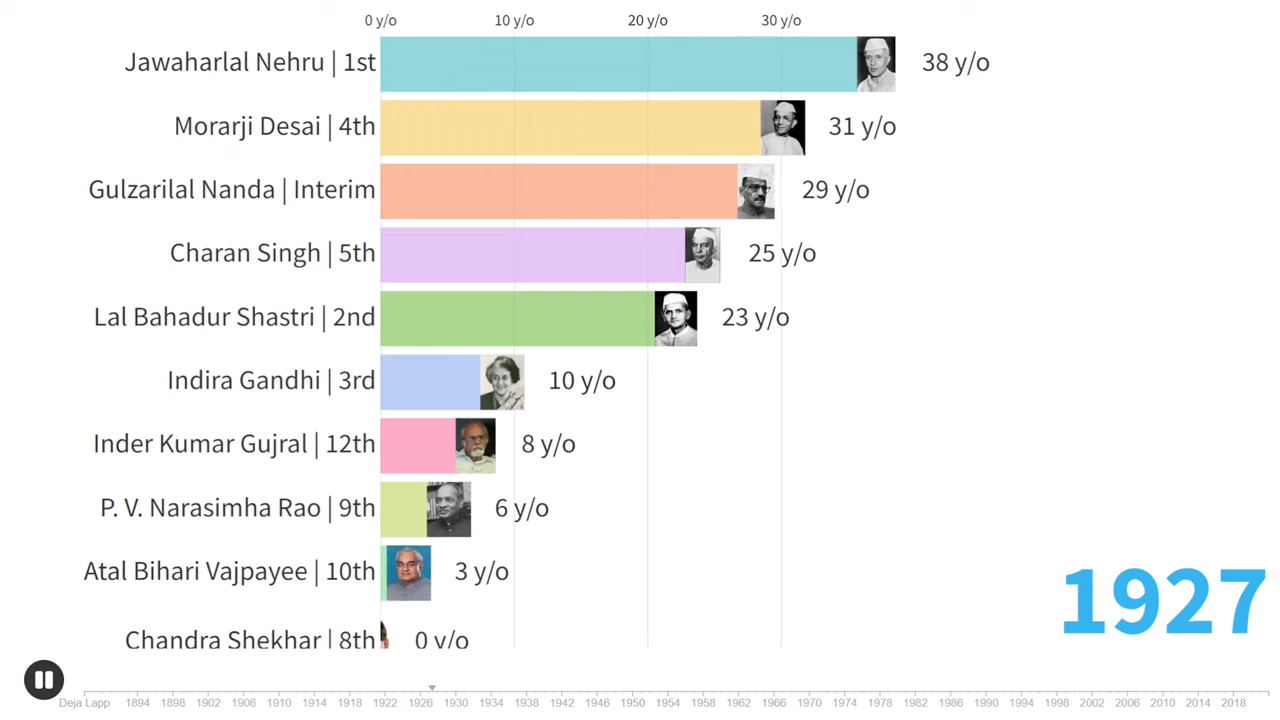 0 y/o 10 y/o 20 y/o 30 y/o
Jawaharlal Nehru | 1st 38 y/o
Morarji Desai | 4th 31 y/o
Gulzarilal Nanda | Interim 29 y/o
Charan Singh | 5th 25 y/o
Lal Bahadur Shastri | 2nd 23 y/o
Indira Gandhi | 3rd 10 y/o
Inder Kumar Gujral | 12th 8 y/o
P. V. Narasimha Rao | 9th 6 y/o
Atal Bihari Vajpayee | 10th 3 y/o
1927
Chandra Shekhar | 8th 0 y/o
Deja Lapp 1894 1898 1902 1906 1910 1914 1918 1922 1926 1930 1934 1938 1942 1946 1950 1954 1958 1962 1966 1970 1974 1978 1982 1986 1990 1994 1998 2002 2006 2010 2014 2018